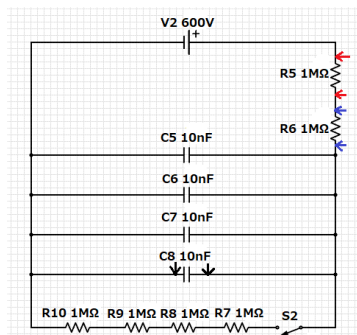 V2 600V
+
R5 1MΩ
R6 1MΩ
C5 10nF
C6 10nF
C7 10nF
C8 10nF
R10 1MΩ R9 1MΩ R8 1MΩ R7 1MΩ S2